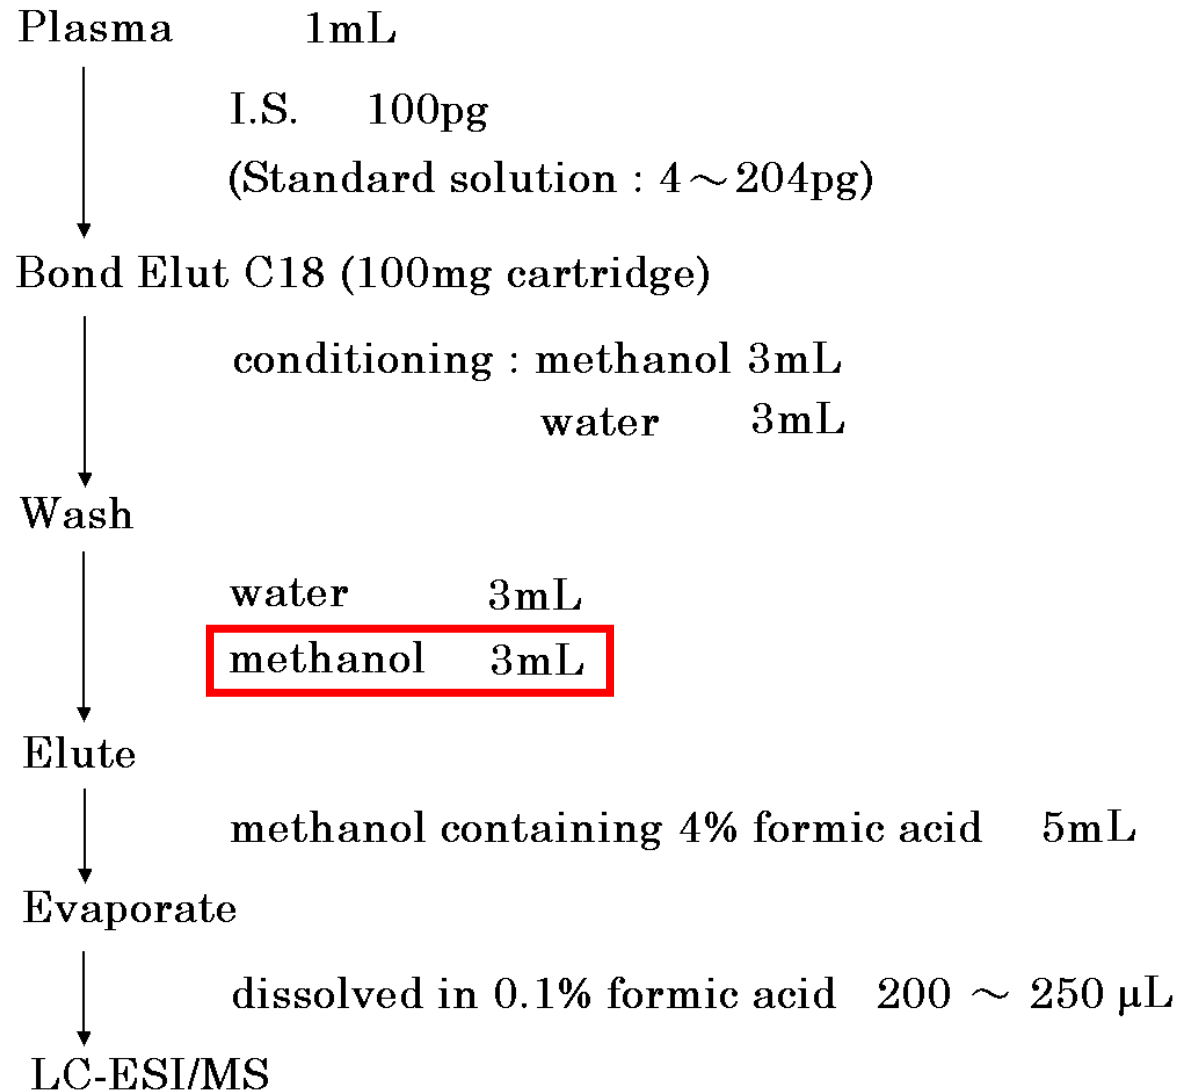 Plasma 1mL
I.S. 100pg
(Standard solution : 4～204pg)
Bond Elut C18 (100mg cartridge)
conditioning : methanol 3mL
water 3mL
Wash
water 3mL
methanol 3mL
Elute
methanol containing 4% formic acid 5mL
Evaporate
dissolved in 0.1% formic acid 200 ～ 250 μL
LC-ESI/MS